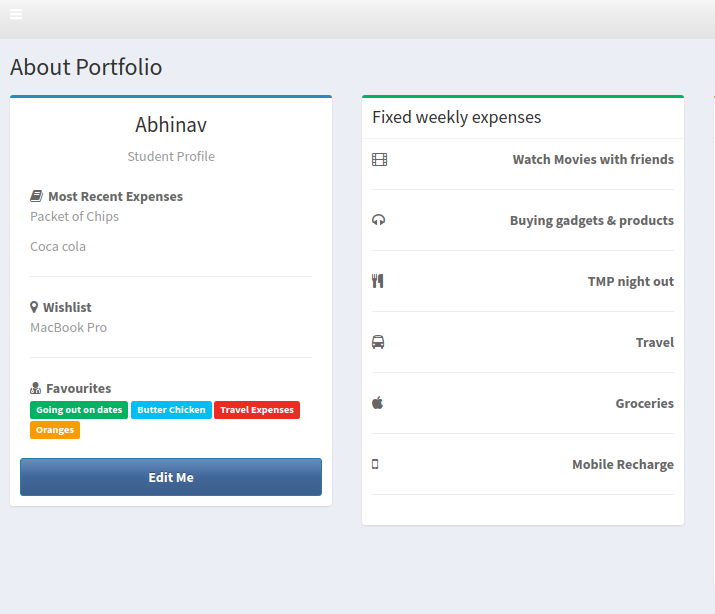 About Portfolio
Abhinav
Student Profile
Most Recent Expenses
Packet of Chips
Coca cola
Wishlist
MacBook Pro
Favourites
Going out on dates Butter Chicken Travel Expenses
Oranges
Edit Me
Fixed weekly expenses
Watch Movies with friends
Buying gadgets & products
TMP night out
Travel
Groceries
Mobile Recharge